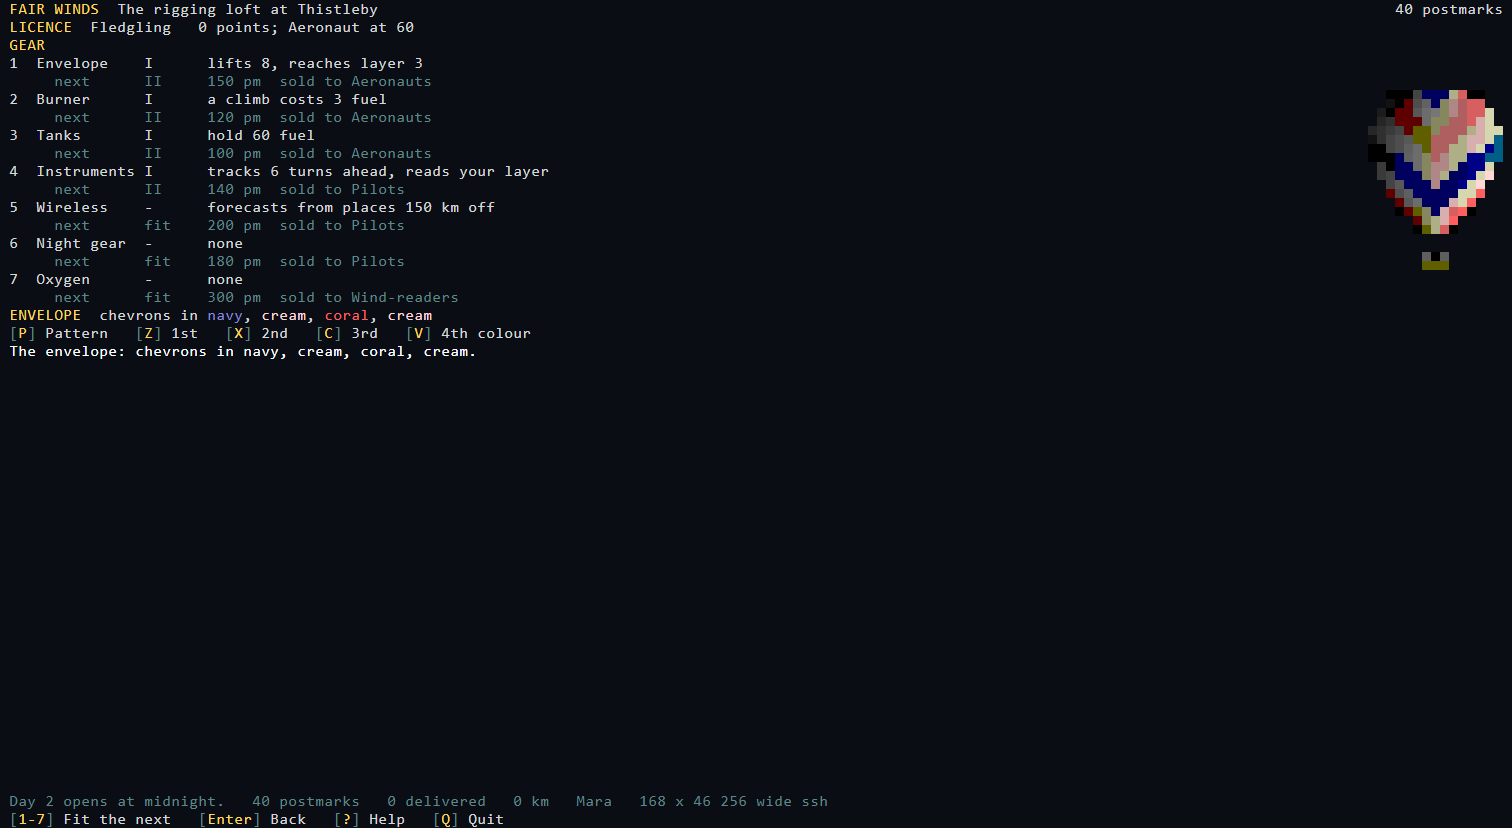 FAIR WINDS  The rigging loft at Thistleby  40 postmarks
LICENCE  Fledgling   0 points; Aeronaut at 60
GEAR
1  Envelope    I      lifts 8, reaches layer 3
     next      II     150 pm  sold to Aeronauts
2  Burner      I      a climb costs 3 fuel
     next      II     120 pm  sold to Aeronauts
3  Tanks       I      hold 60 fuel
     next      II     100 pm  sold to Aeronauts
4  Instruments I      tracks 6 turns ahead, reads your layer
     next      II     140 pm  sold to Pilots
5  Wireless    -      forecasts from places 150 km off
     next      fit    200 pm  sold to Pilots
6  Night gear  -      none
     next      fit    180 pm  sold to Pilots
7  Oxygen      -      none
     next      fit    300 pm  sold to Wind-readers
ENVELOPE  chevrons in navy, cream, coral, cream
[P] Pattern   [Z] 1st   [X] 2nd   [C] 3rd   [V] 4th colour
The envelope: chevrons in navy, cream, coral, cream.
Day 2 opens at midnight.   40 postmarks   0 delivered   0 km   Mara   168 x 46 256 wide ssh
[1-7] Fit the next   [Enter] Back   [?] Help   [Q] Quit